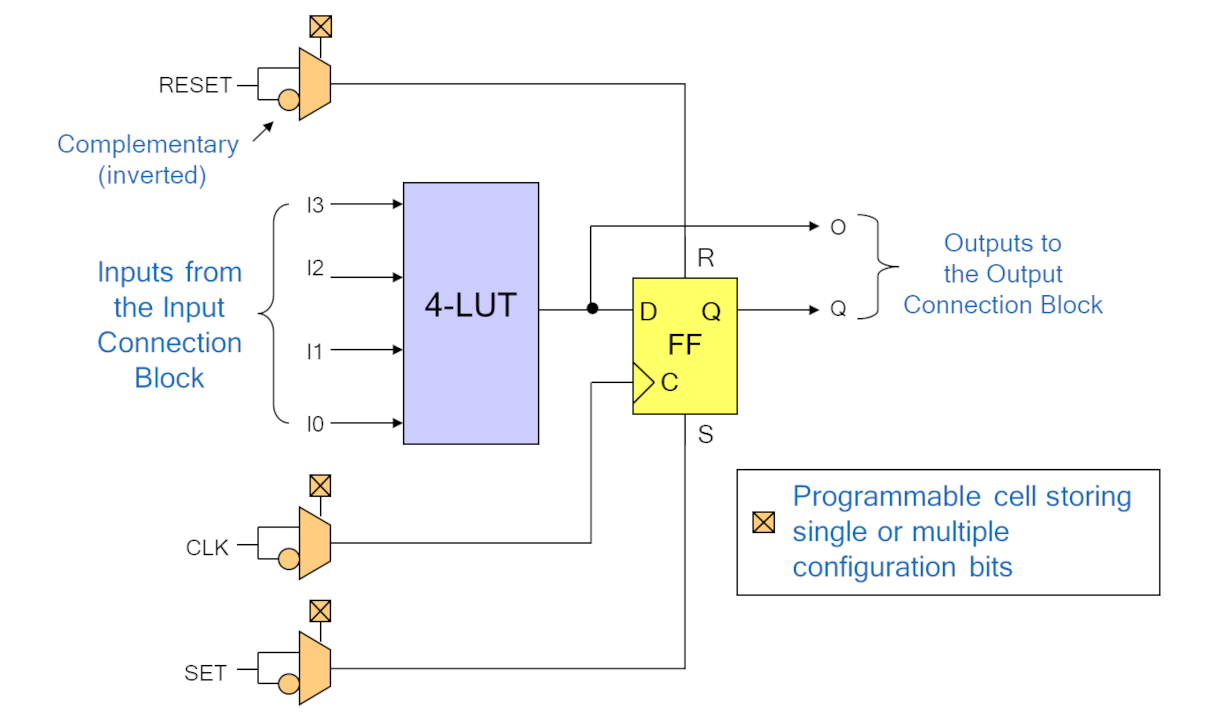 RESET
Complementary
(inverted)
I3
I2
I1
I0
Inputs from
the Input
Connection
Block
4-LUT
R
D
Q
FF
C
S
O
Q
Outputs to
the Output
Connection Block
CLK
SET
Programmable cell storing
single or multiple
configuration bits